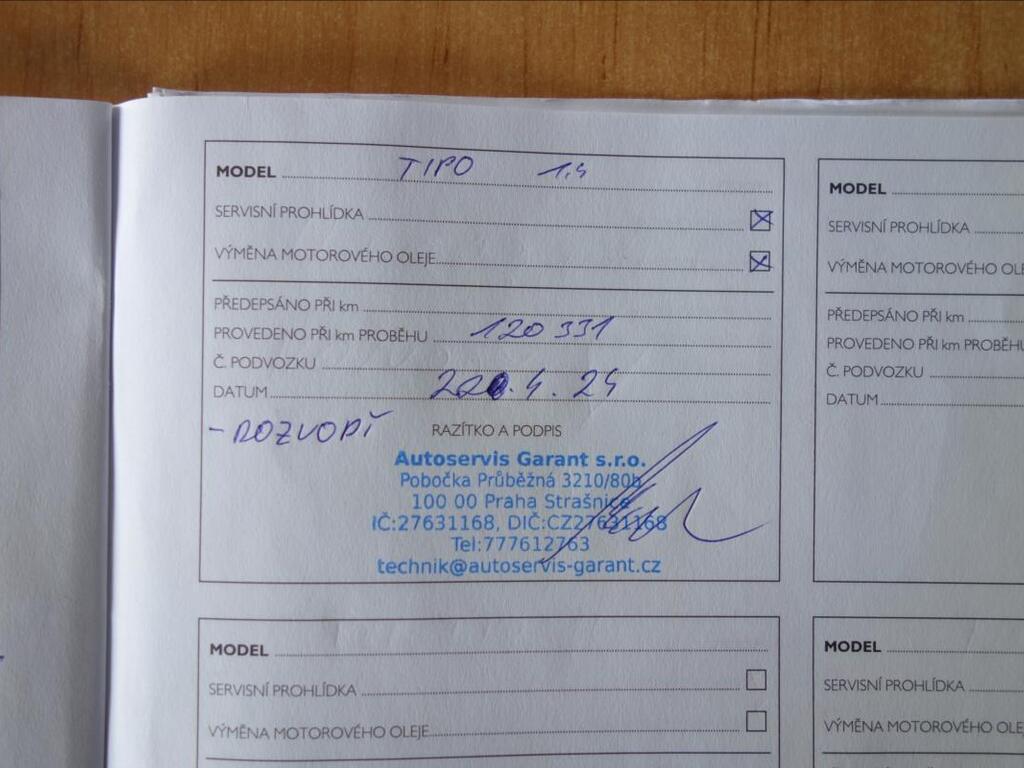 MODEL TIPO 1,4
SERVISNÍ PROHLÍDKA
VÝMĚNA MOTOROVÉHO OLEJE
PŘEDEPSÁNO PŘI km
PROVEDENO PŘI km PROBĚHU 120 331
Č. PODVOZKU
DATUM .4.24
- ROZVODY
RAZÍTKO A PODPIS
Autoservis Garant s.r.o.
Pobočka Průběžná 3210/80b
100 00 Praha Strašnice
IČ:27631168, DIČ:CZ27631168
Tel:777612763
technik@autoservis-garant.cz
MODEL
SERVISNÍ PROHLÍDKA
VÝMĚNA MOTOROVÉHO OLE
PŘEDEPSÁNO PŘI km
PROVEDENO PŘI km PROBĚHU
Č. PODVOZKU
DATUM
MODEL
SERVISNÍ PROHLÍDKA
VÝMĚNA MOTOROVÉHO OLEJE
MODEL
SERVISNÍ PROHLÍDKA
VÝMĚNA MOTOROVÉHO OLE